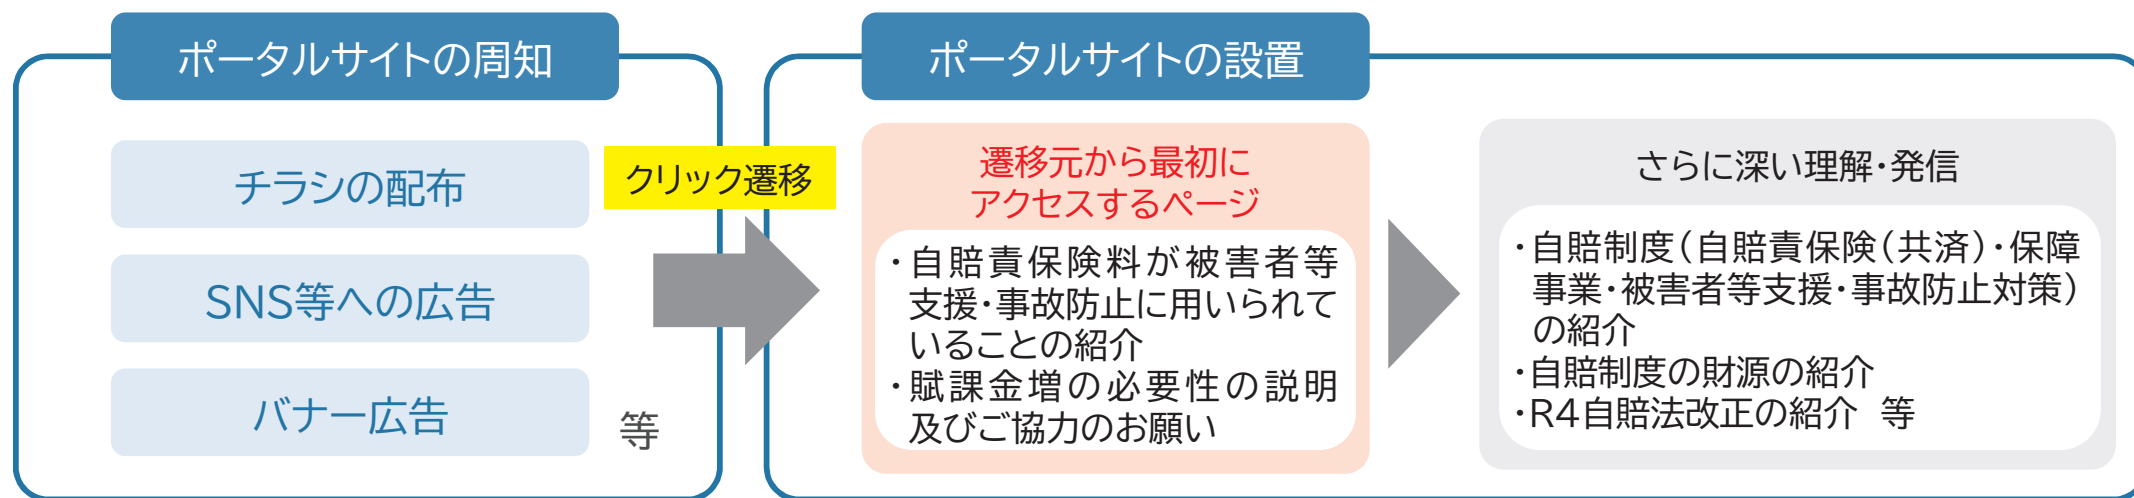 ポータルサイトの周知
チラシの配布
SNS等への広告
バナー広告
等
クリック遷移
ポータルサイトの設置
遷移元から最初に
アクセスするページ
・自賠責保険料が被害者等
支援・事故防止に用いられて
いることの紹介
・賦課金増の必要性の説明
及びご協力のお願い
さらに深い理解・発信
・自賠制度(自賠責保険(共済)・保障
事業・被害者等支援・事故防止対策)
の紹介
・自賠制度の財源の紹介
・R4自賠法改正の紹介 等